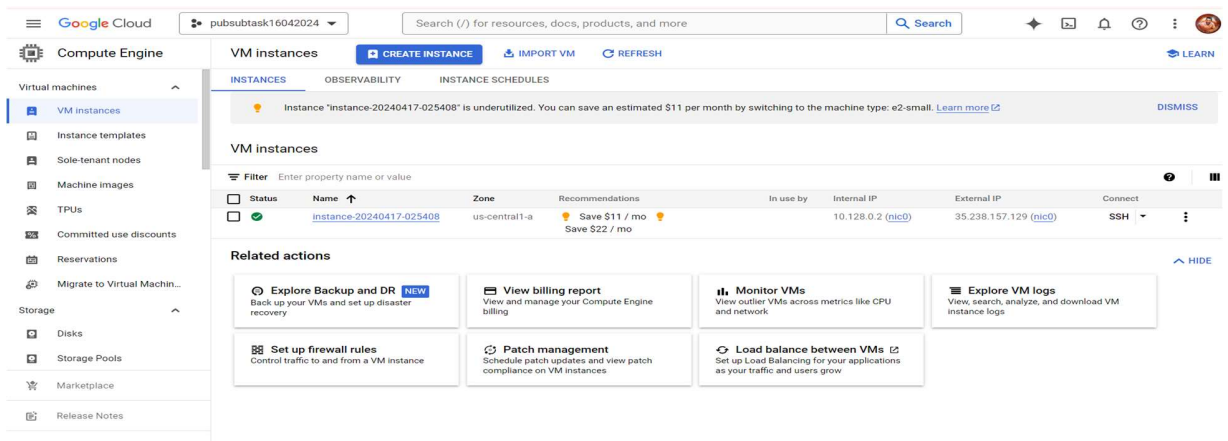 Google Cloud
pubsubtask16042024
Search (/) for resources, docs, products, and more
Search
Compute Engine
VM instances
CREATE INSTANCE
IMPORT VM
REFRESH
LEARN
INSTANCES
OBSERVABILITY
INSTANCE SCHEDULES
Virtual machines
VM instances
Instance templates
Sole-tenant nodes
Machine images
TPUs
Committed use discounts
Reservations
Migrate to Virtual Machin...
Storage
Disks
Storage Pools
Marketplace
Release Notes
Instance "instance-20240417-025408" is underutilized. You can save an estimated $11 per month by switching to the machine type: e2-small. Learn more
DISMISS
VM instances
Filter Enter property name or value
Status Name Zone Recommendations In use by Internal IP External IP Connect
instance-20240417-025408 us-central1-a Save $11 / mo 10.128.0.2 (nic0) 35.238.157.129 (nic0) SSH
Save $22 / mo
Related actions
HIDE
Explore Backup and DR NEW
Back up your VMs and set up disaster
recovery
View billing report
View and manage your Compute Engine
billing
Monitor VMs
View outlier VMs across metrics like CPU
and network
Explore VM logs
View, search, analyze, and download VM
instance logs
Set up firewall rules
Control traffic to and from a VM instance
Patch management
Schedule patch updates and view patch
compliance on VM instances
Load balance between VMs
Set up Load Balancing for your applications
as your traffic and users grow